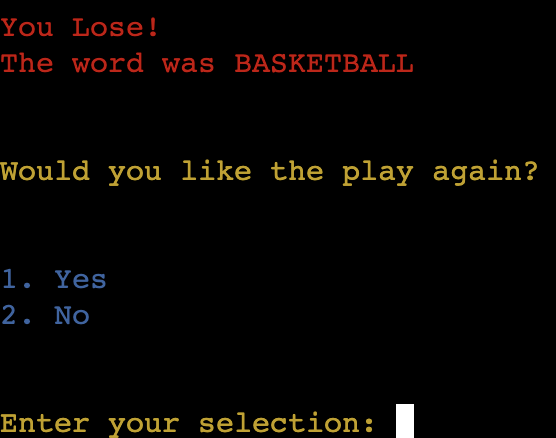 You Lose!
The word was BASKETBALL
Would you like the play again?
1. Yes
2. No
Enter your selection: